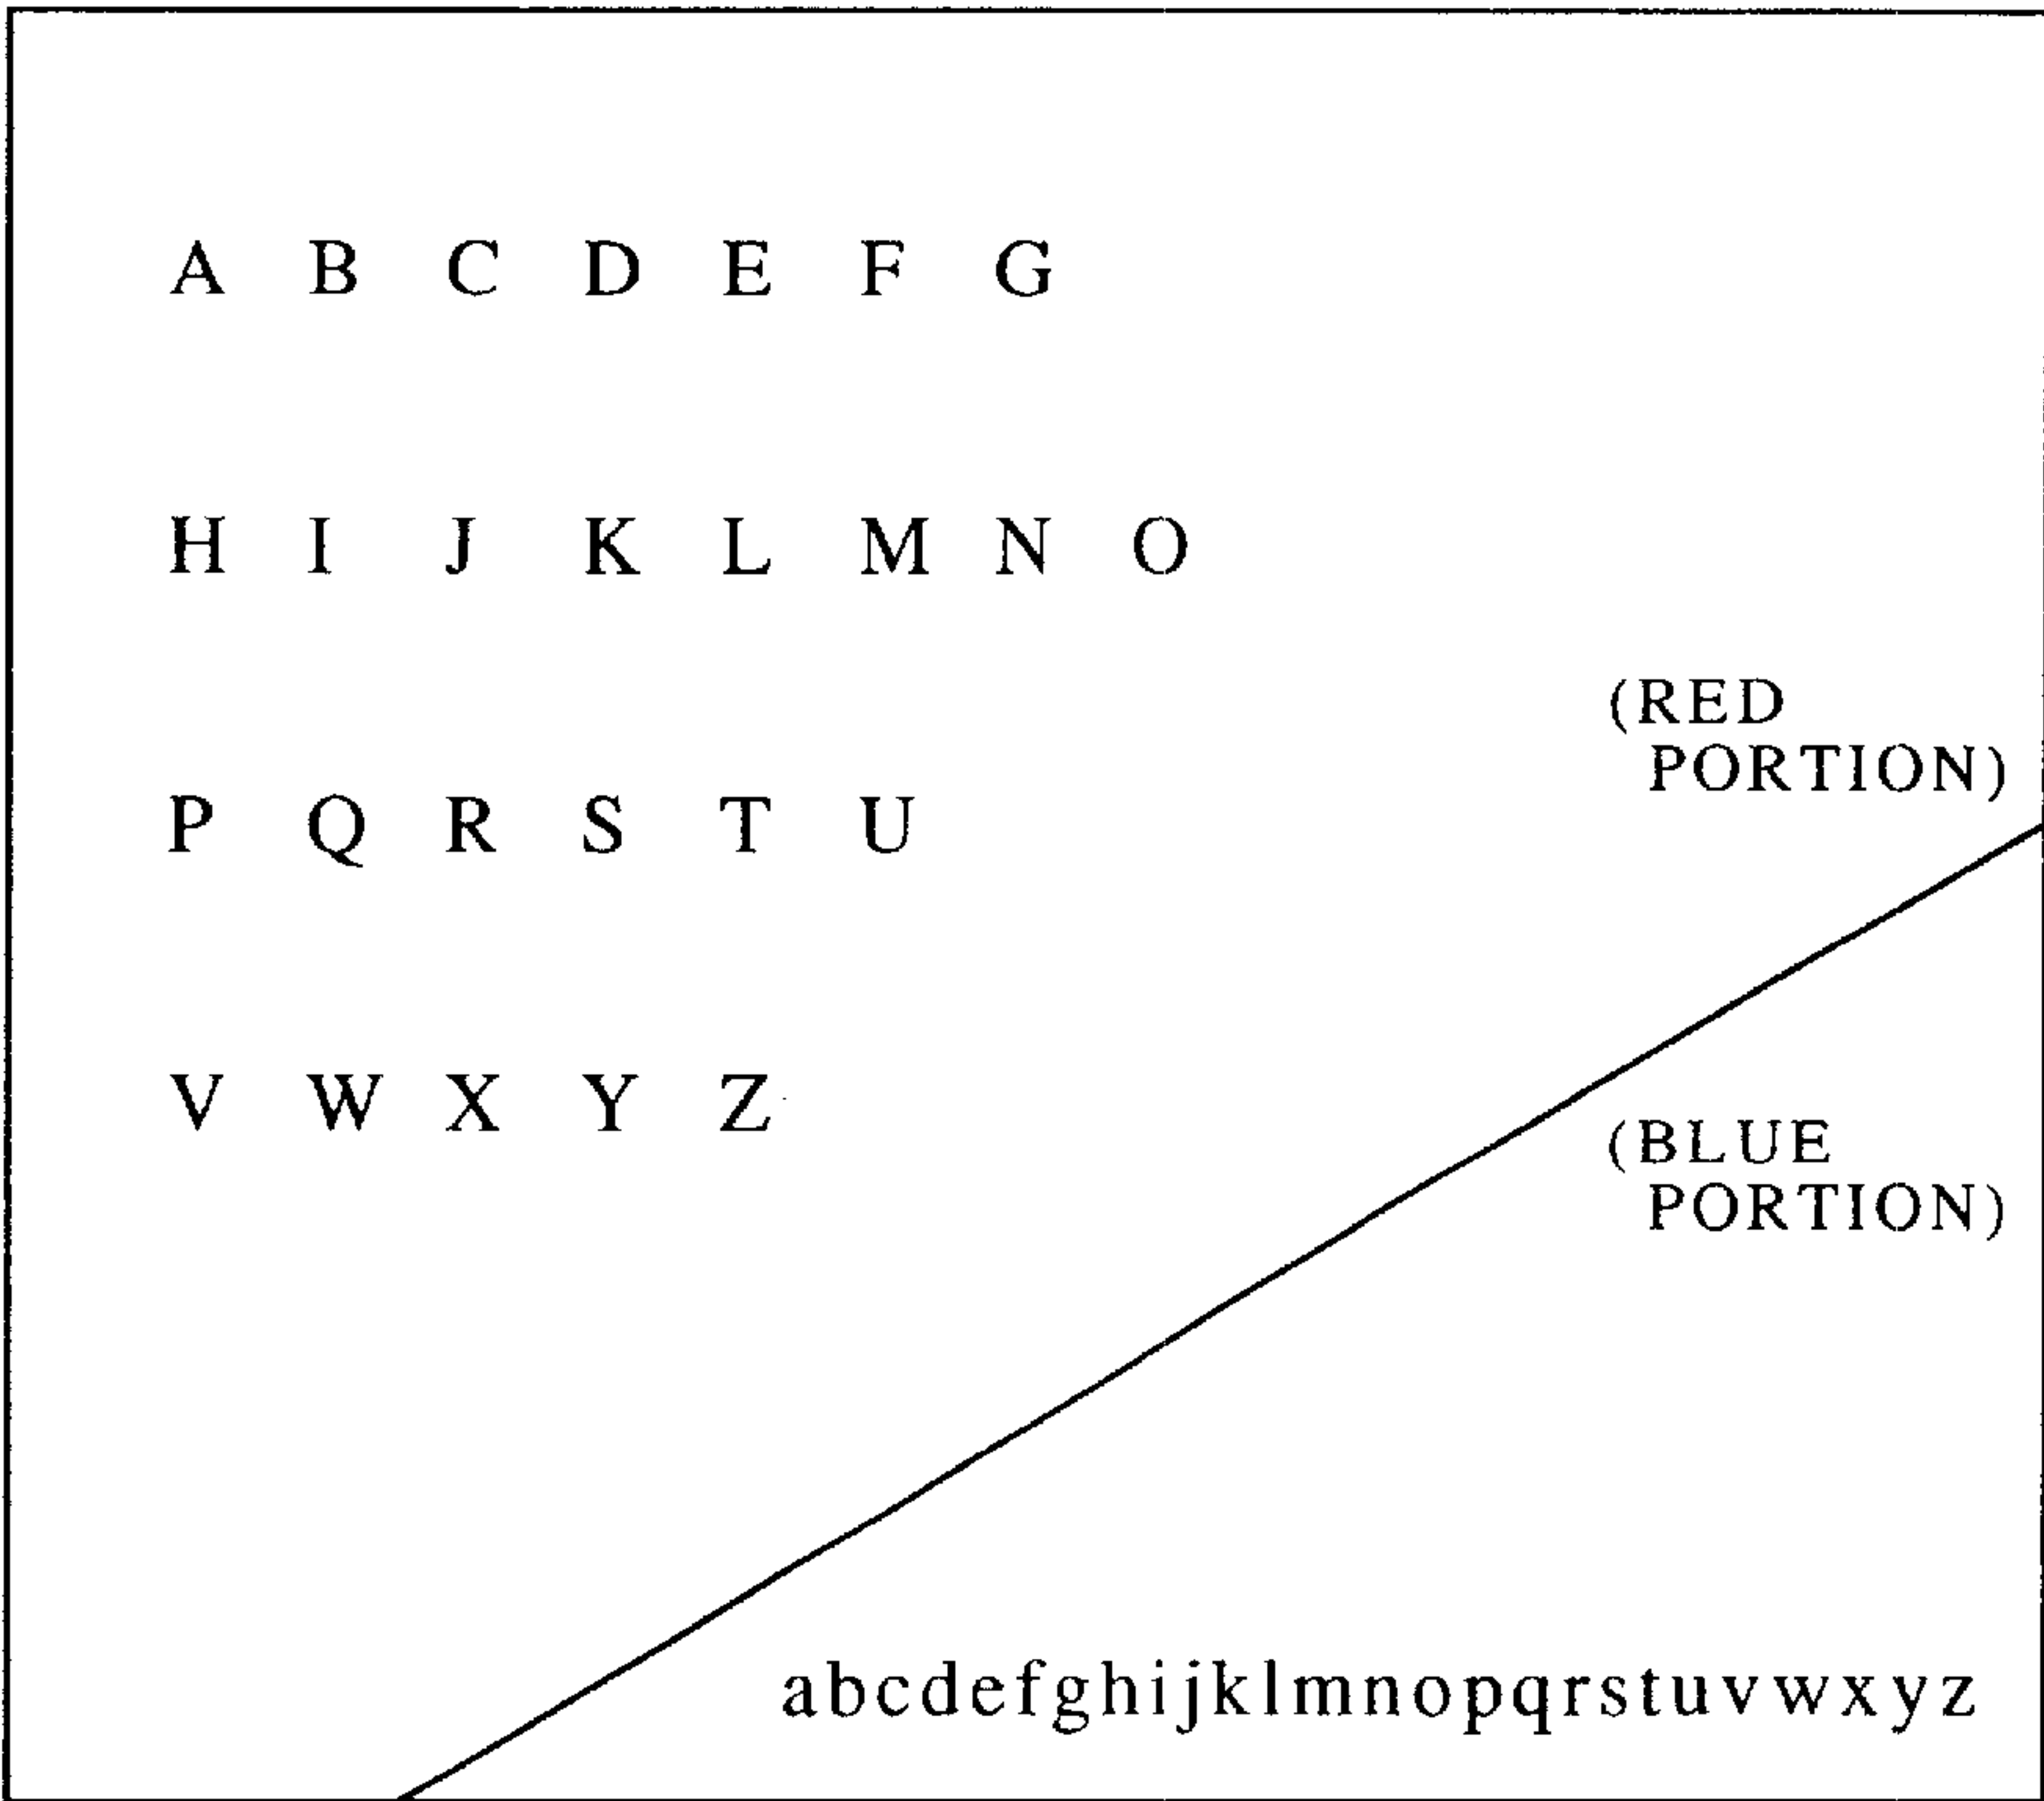 A B C D E F G
H I J K L M N O
(RED
PORTION)
P Q R S T U
V W X Y Z
(BLUE
PORTION)
abcdefghijklmnopqrstuvwxyz